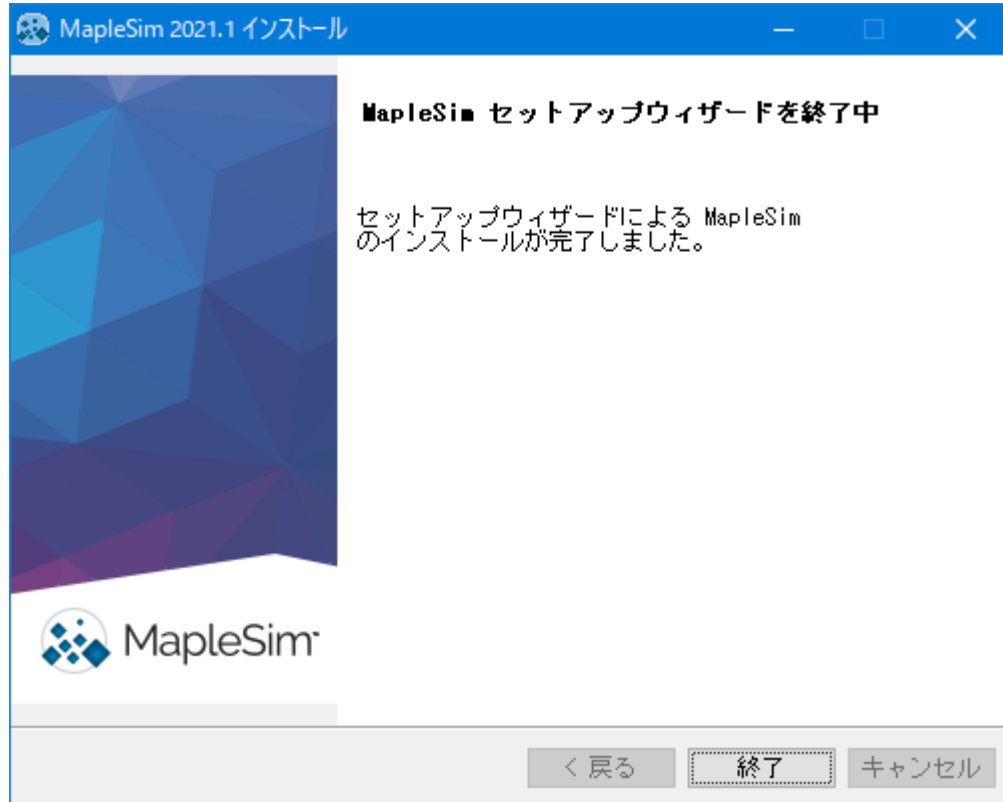 MapleSim 2021.1 インストール
MapleSim セットアップウィザードを終了中
セットアップウィザードによる MapleSim
のインストールが完了しました。
MapleSim™
< 戻る 終了 キャンセル